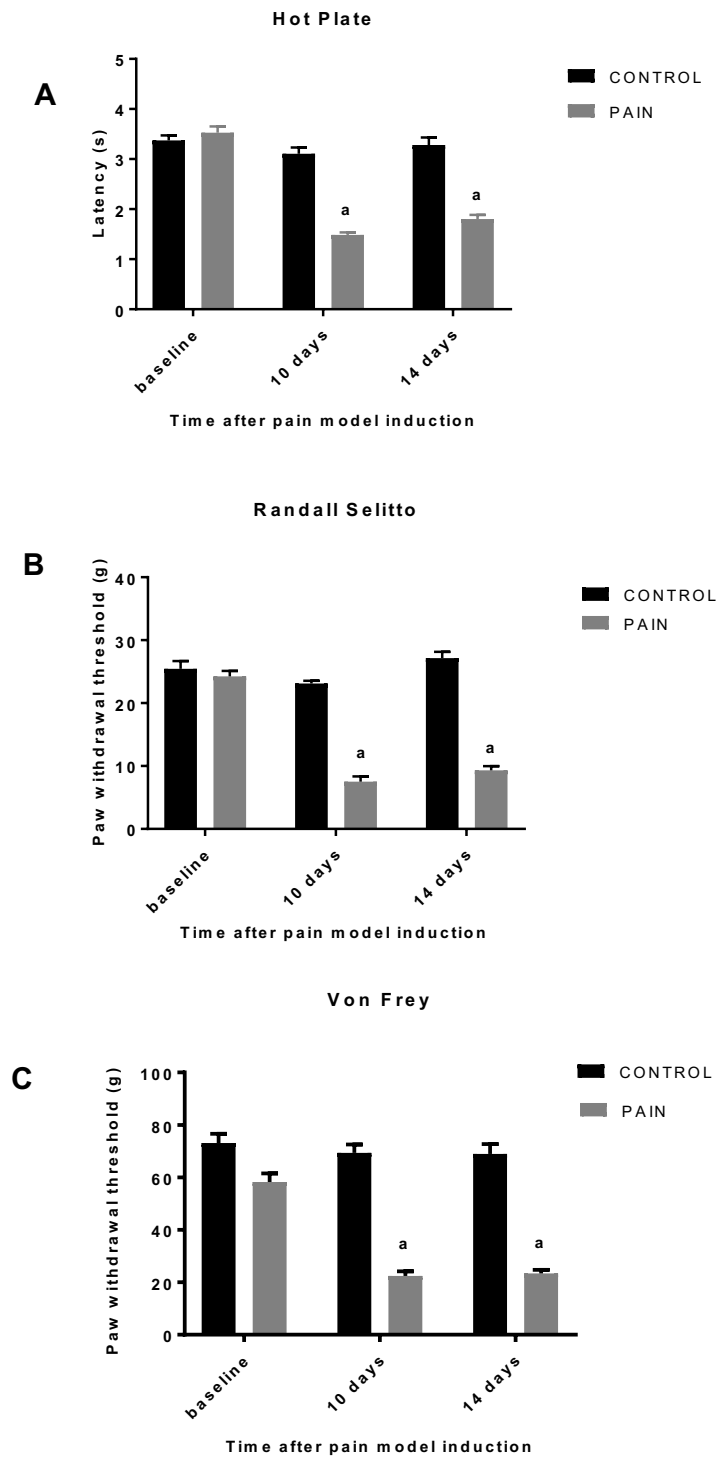 Hot Plate
A
Latency (s)
5
4
3
2
1
0
CONTROL
PAIN
a
a
baseline
10 days
14 days
Time after pain model induction
Randall Selitto
B
Paw withdrawal threshold (g)
40
30
20
10
0
CONTROL
PAIN
a
a
baseline
10 days
14 days
Time after pain model induction
Von Frey
C
Paw withdrawal threshold (g)
100
80
60
40
20
0
CONTROL
PAIN
a
a
baseline
10 days
14 days
Time after pain model induction